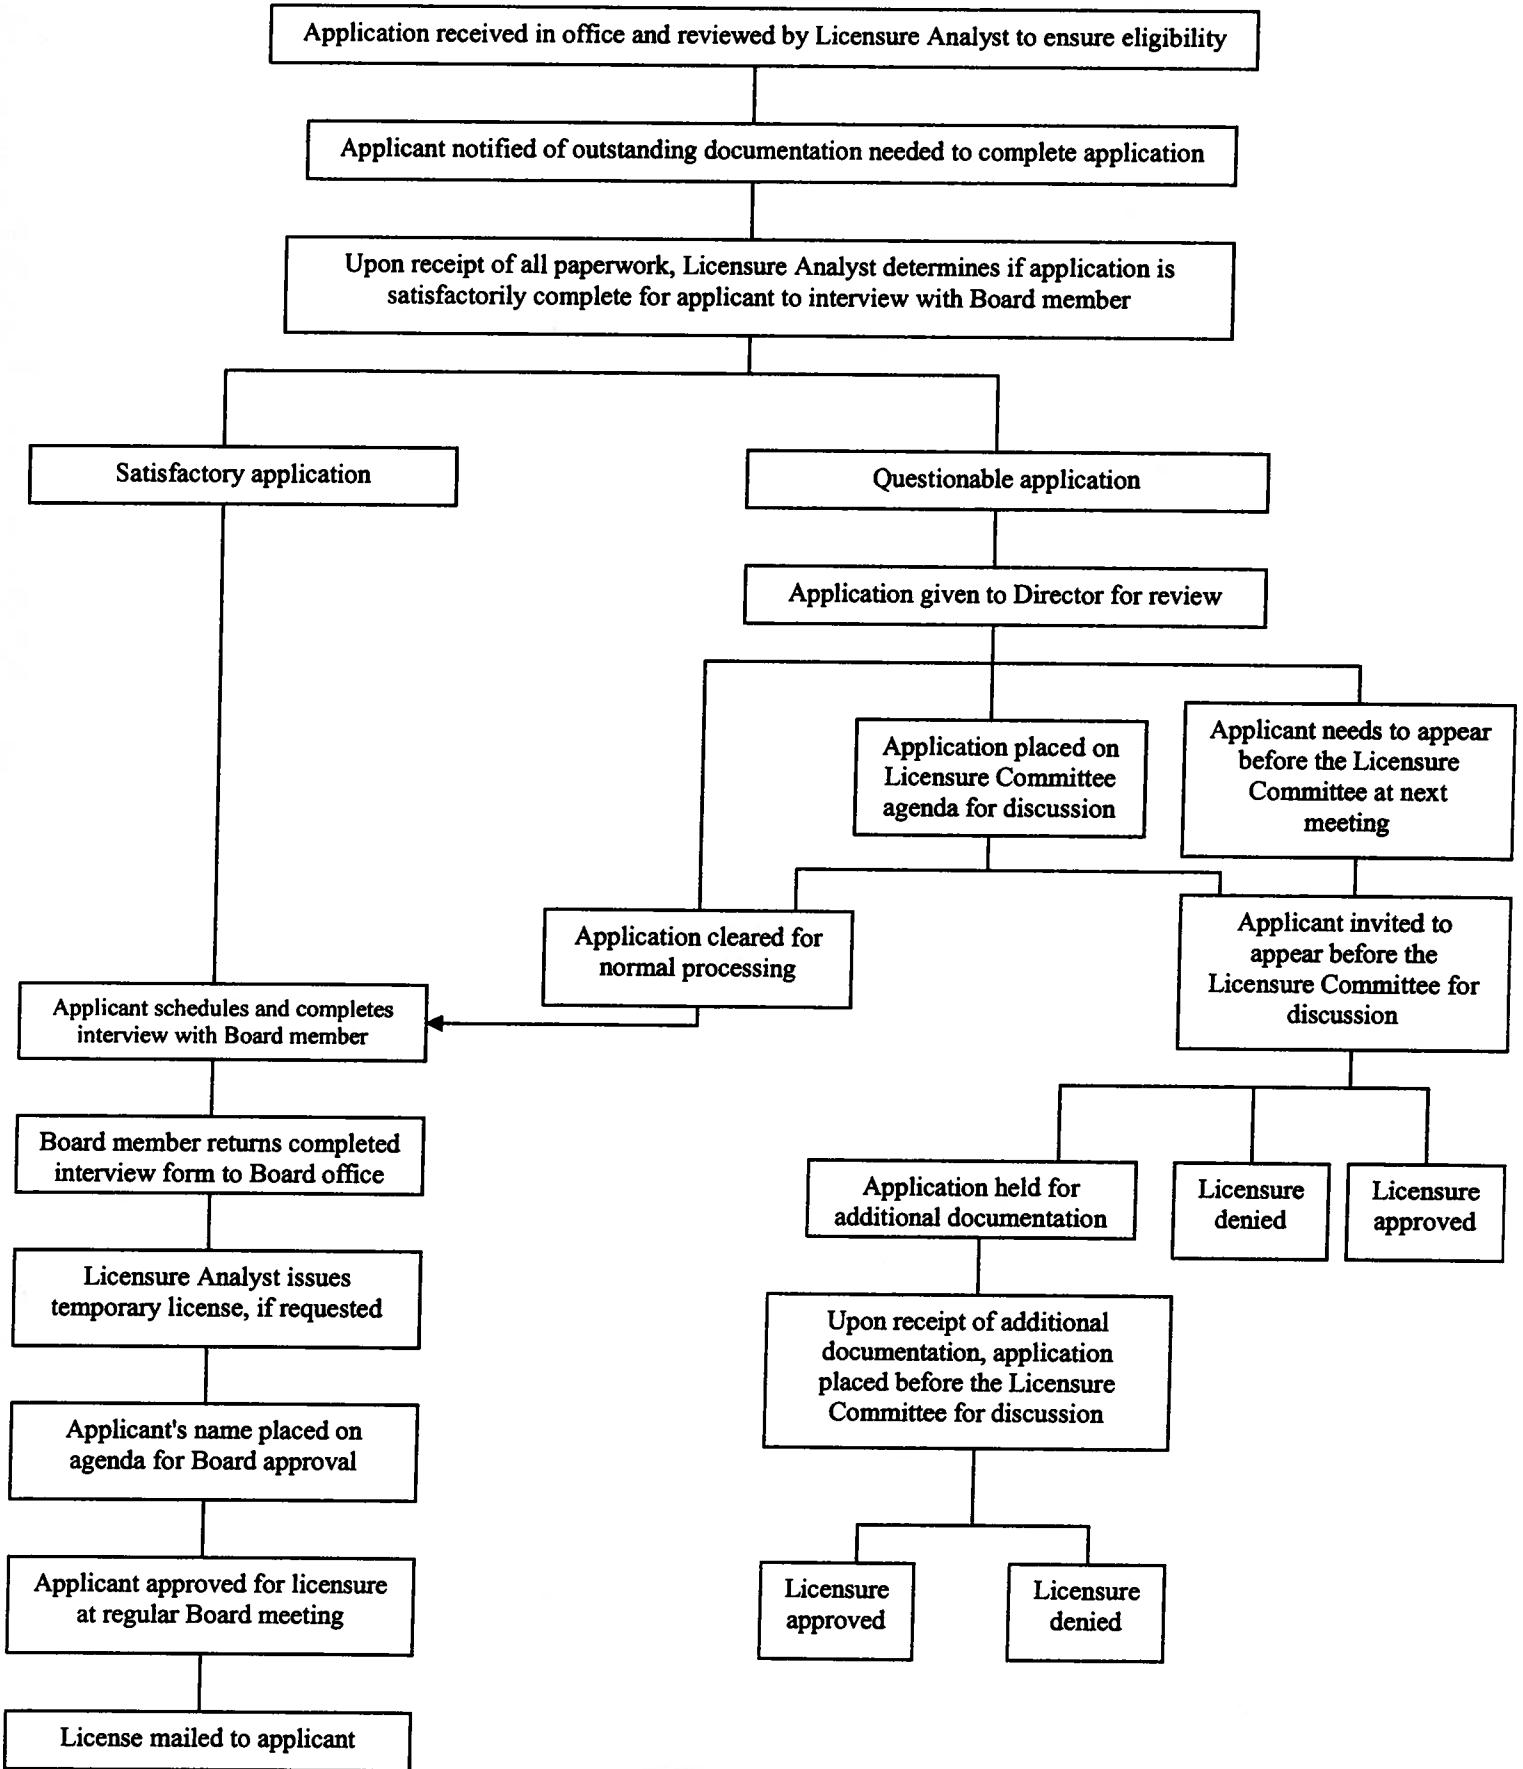 Application received in office and reviewed by Licensure Analyst to ensure eligibility
Applicant notified of outstanding documentation needed to complete application
Upon receipt of all paperwork, Licensure Analyst determines if application is
satisfactorily complete for applicant to interview with Board member
Satisfactory application
Questionable application
Application given to Director for review
Application placed on
Licensure Committee
agenda for discussion
Applicant needs to appear
before the Licensure
Committee at next
meeting
Application cleared for
normal processing
Applicant invited to
appear before the
Licensure Committee for
discussion
Applicant schedules and completes
interview with Board member
Board member returns completed
interview form to Board office
Application held for
additional documentation
Licensure
denied
Licensure
approved
Licensure Analyst issues
temporary license, if requested
Upon receipt of additional
documentation, application
placed before the Licensure
Committee for discussion
Applicant's name placed on
agenda for Board approval
Applicant approved for licensure
at regular Board meeting
Licensure
approved
Licensure
denied
License mailed to applicant